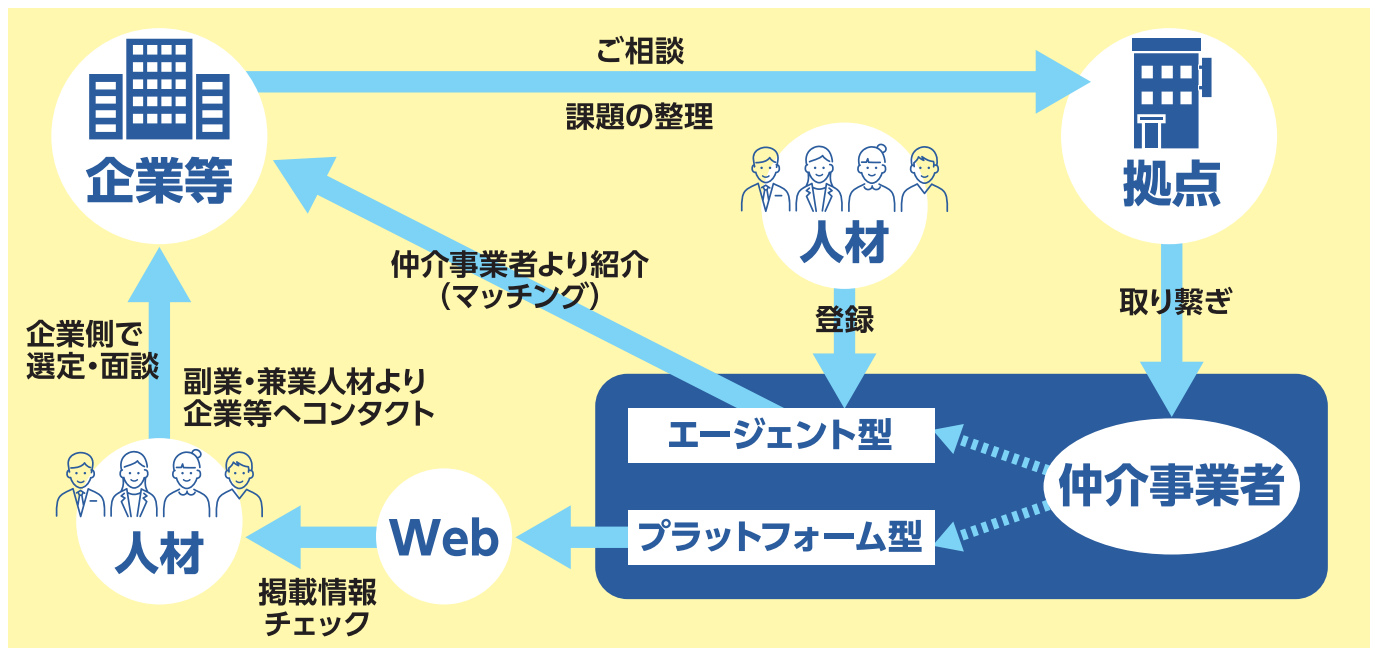 ご相談
課題の整理
企業等
拠点
人材
登録
取り繋ぎ
仲介事業者より紹介
（マッチング）
企業側で
選定・面談
副業・兼業人材より
企業等へコンタクト
エージェント型
仲介事業者
プラットフォーム型
Web
人材
掲載情報
チェック